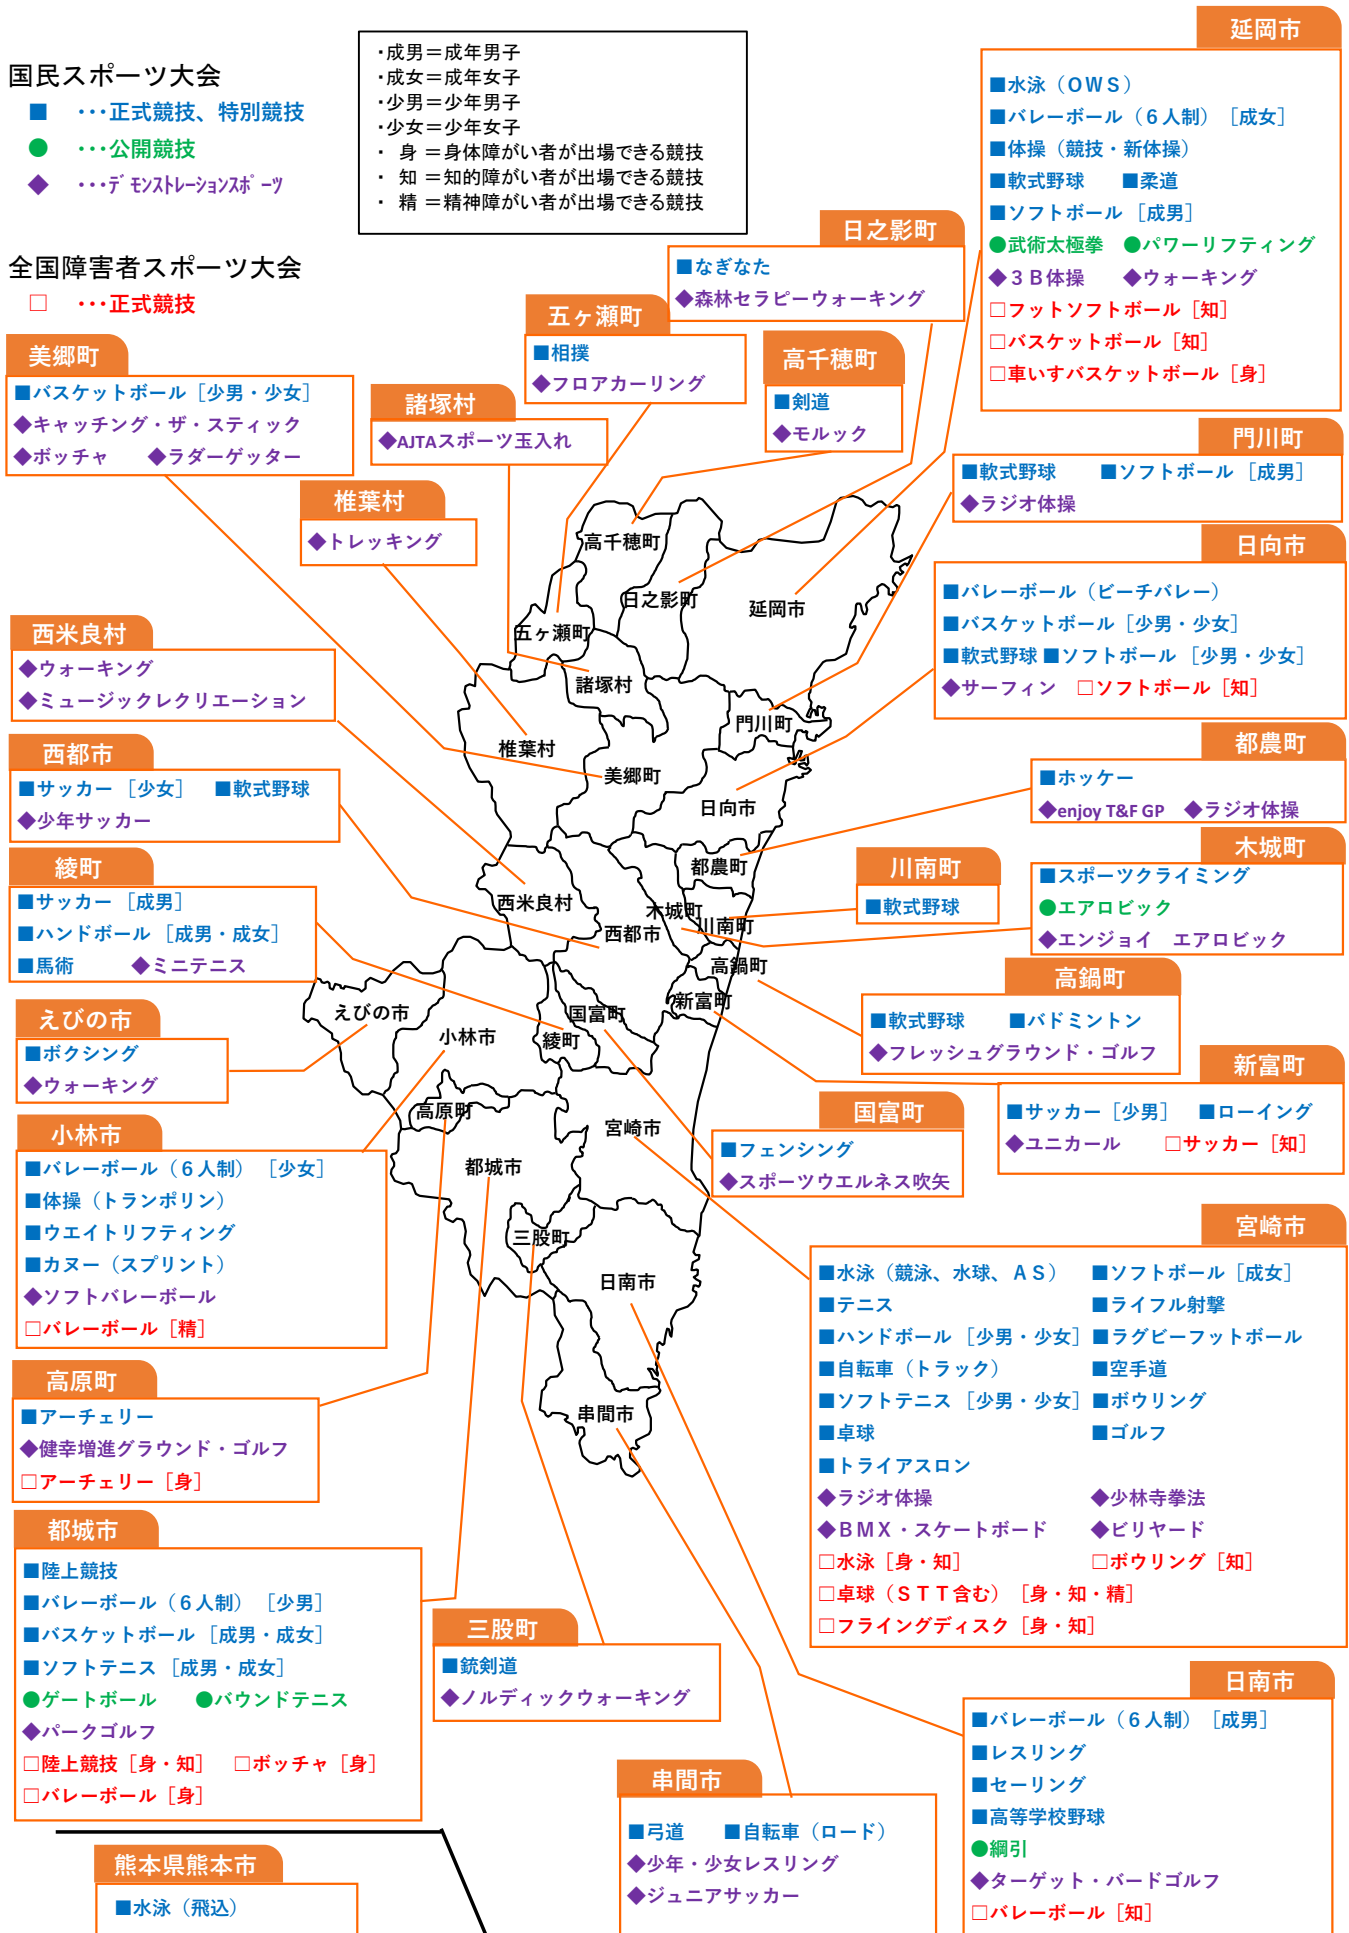 国民スポーツ大会
■ ･･･正式競技、特別競技
● ･･･公開競技
◆ ･･･ﾃﾞﾓﾝｽﾄﾚｰｼｮﾝｽﾎﾟｰﾂ
全国障害者スポーツ大会
□ ･･･正式競技
・成男＝成年男子
・成女＝成年女子
・少男＝少年男子
・少女＝少年女子
・ 身 ＝身体障がい者が出場できる競技
・ 知 ＝知的障がい者が出場できる競技
・ 精 ＝精神障がい者が出場できる競技
延岡市
■水泳（ＯＷＳ）
■バレーボール（６人制）［成女］
■体操（競技・新体操）
■軟式野球 ■柔道
■ソフトボール ［成男］
●武術太極拳 ●パワーリフティング
◆３Ｂ体操 ◆ウォーキング
□フットソフトボール［知］
□バスケットボール［知］
□車いすバスケットボール［身］
日之影町
■なぎなた
◆森林セラピーウォーキング
五ヶ瀬町
■相撲
◆フロアカーリング
高千穂町
■剣道
◆モルック
美郷町
■バスケットボール［少男・少女］
◆キャッチング・ザ・スティック
◆ボッチャ ◆ラダーゲッター
諸塚村
◆AJTAスポーツ玉入れ
椎葉村
◆トレッキング
門川町
■軟式野球 ■ソフトボール ［成男］
◆ラジオ体操
日向市
■バレーボール（ビーチバレー）
■バスケットボール［少男・少女］
■軟式野球 ■ソフトボール ［少男・少女］
◆サーフィン □ソフトボール［知］
西米良村
◆ウォーキング
◆ミュージックレクリエーション
西都市
■サッカー ［少女］ ■軟式野球
◆少年サッカー
都農町
■ホッケー
◆enjoy T&F GP ◆ラジオ体操
木城町
■スポーツクライミング
●エアロビック
◆エンジョイ エアロビック
川南町
■軟式野球
綾町
■サッカー ［成男］
■ハンドボール ［成男・成女］
■馬術 ◆ミニテニス
高鍋町
■軟式野球 ■バドミントン
◆フレッシュグラウンド・ゴルフ
えびの市
■ボクシング
◆ウォーキング
新富町
■サッカー［少男］ ■ローイング
◆ユニカール □サッカー［知］
国富町
■フェンシング
◆スポーツウエルネス吹矢
小林市
■バレーボール（６人制）［少女］
■体操（トランポリン）
■ウエイトリフティング
■カヌー（スプリント）
◆ソフトバレーボール
□バレーボール［精］
宮崎市
■水泳（競泳、水球、ＡＳ） ■ソフトボール［成女］
■テニス ■ライフル射撃
■ハンドボール ［少男・少女］ ■ラグビーフットボール
■自転車（トラック） ■空手道
■ソフトテニス ［少男・少女］ ■ボウリング
■卓球 ■ゴルフ
■トライアスロン
◆ラジオ体操 ◆少林寺拳法
◆ＢＭＸ・スケートボード ◆ビリヤード
□水泳［身・知］ □ボウリング［知］
□卓球（ＳＴＴ含む）［身・知・精］
□フライングディスク［身・知］
高原町
■アーチェリー
◆健幸増進グラウンド・ゴルフ
□アーチェリー［身］
都城市
■陸上競技
■バレーボール（６人制）［少男］
■バスケットボール ［成男・成女］
■ソフトテニス ［成男・成女］
●ゲートボール ●バウンドテニス
◆パークゴルフ
□陸上競技［身・知］ □ボッチャ［身］
□バレーボール［身］
三股町
■銃剣道
◆ノルディックウォーキング
日南市
■バレーボール（６人制）［成男］
■レスリング
■セーリング
■高等学校野球
●綱引
◆ターゲット・バードゴルフ
□バレーボール［知］
串間市
■弓道 ■自転車（ロード）
◆少年・少女レスリング
◆ジュニアサッカー
熊本県熊本市
■水泳（飛込）
高千穂町
日之影町
延岡市
五ヶ瀬町
諸塚村
門川町
椎葉村
美郷町
日向市
都農町
西米良村
木城町
川南町
西都市
高鍋町
新富町
えびの市
国富町
小林市
綾町
高原町
宮崎市
都城市
三股町
日南市
串間市